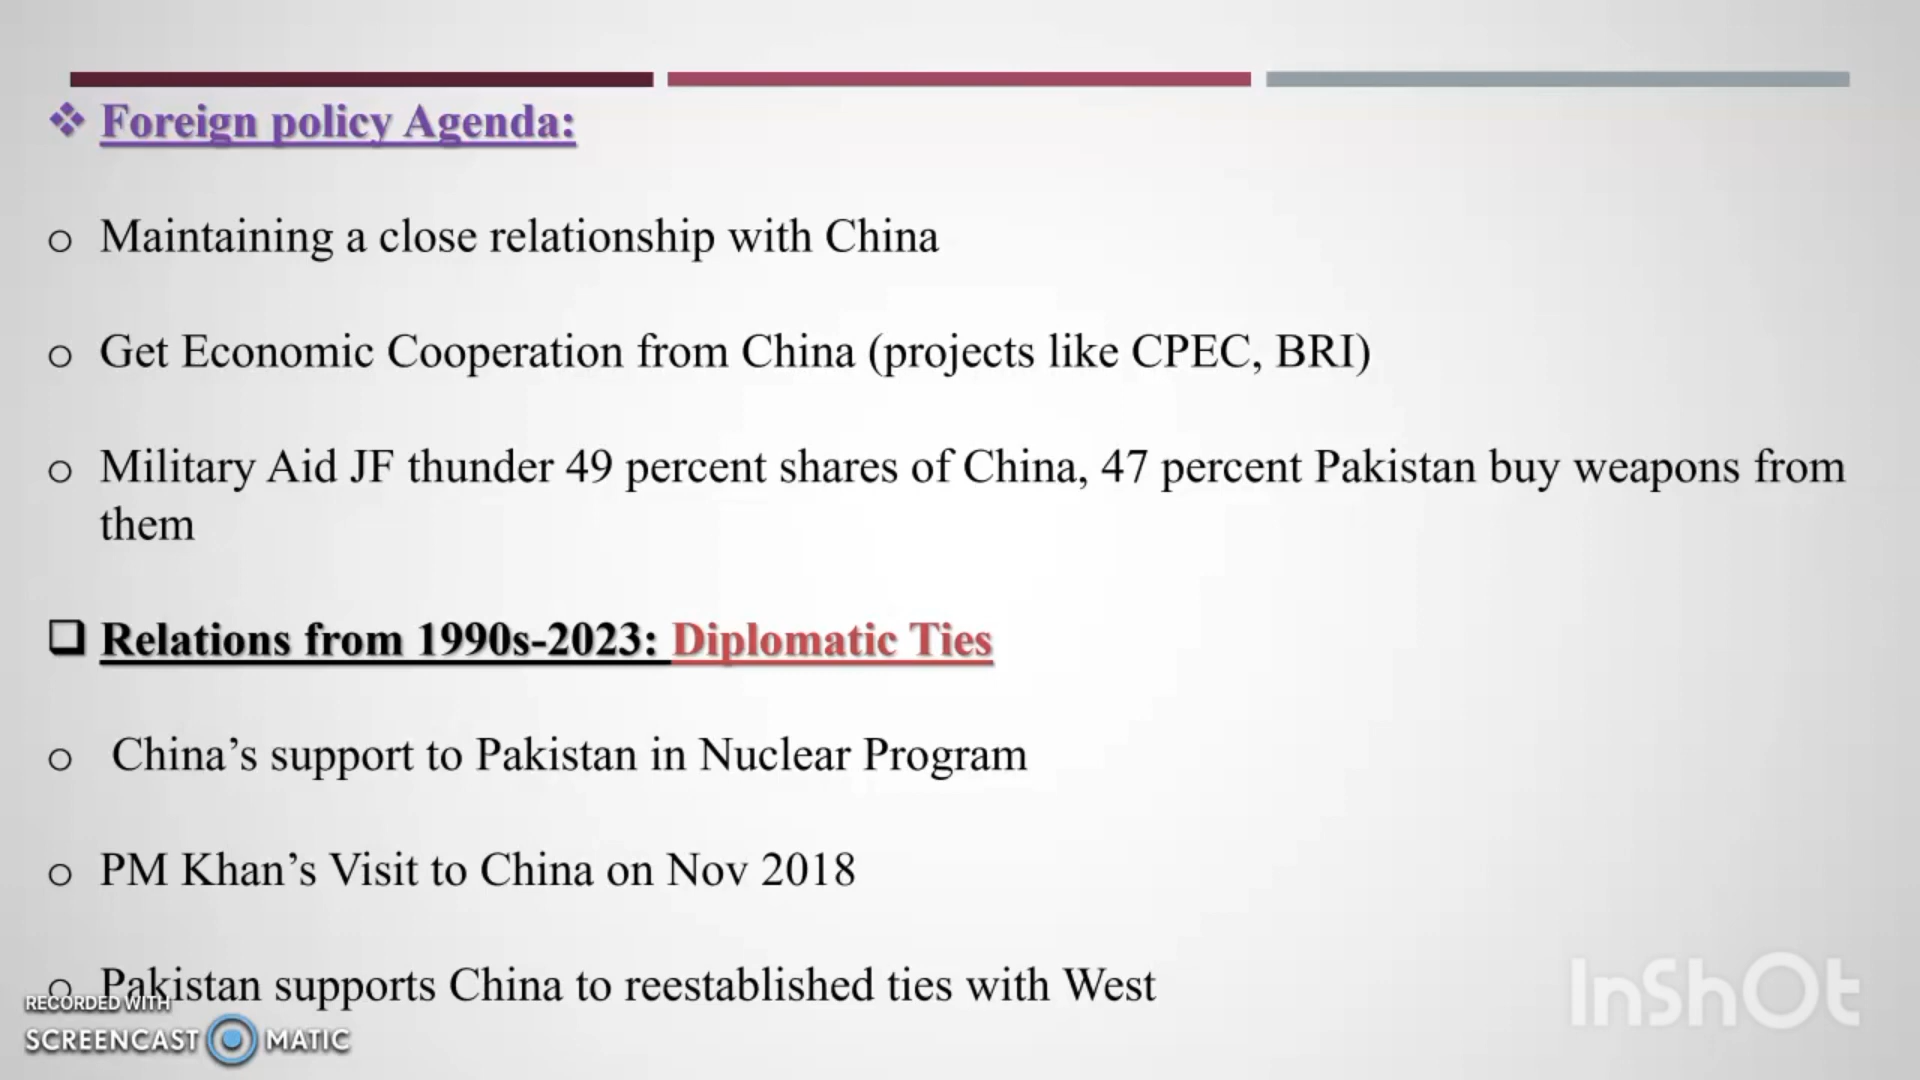 Foreign policy Agenda:
Maintaining a close relationship with China
Get Economic Cooperation from China (projects like CPEC, BRI)
Military Aid JF thunder 49 percent shares of China, 47 percent Pakistan buy weapons from
them
Relations from 1990s-2023: Diplomatic Ties
China’s support to Pakistan in Nuclear Program
PM Khan’s Visit to China on Nov 2018
Pakistan supports China to reestablished ties with West
RECORDED WITH
SCREENCAST MATIC
InShOt